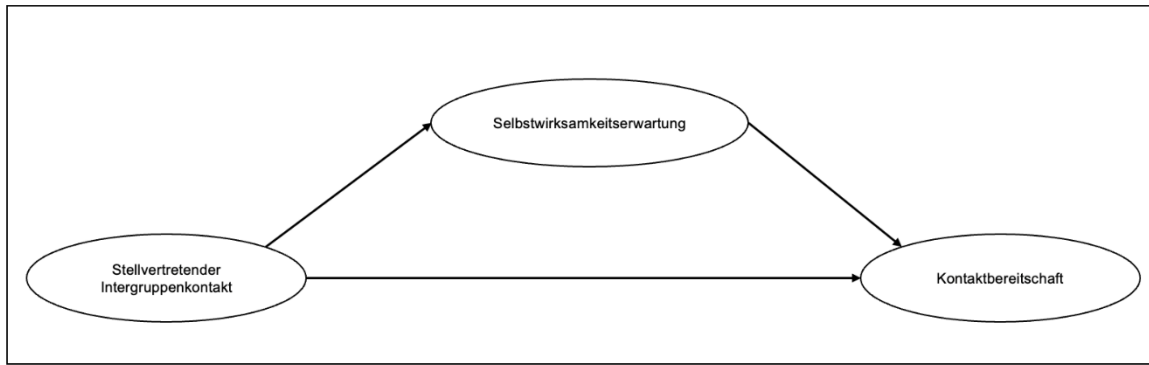 Selbstwirksamkeitserwartung
Stellvertretender
Intergruppenkontakt
Kontaktbereitschaft